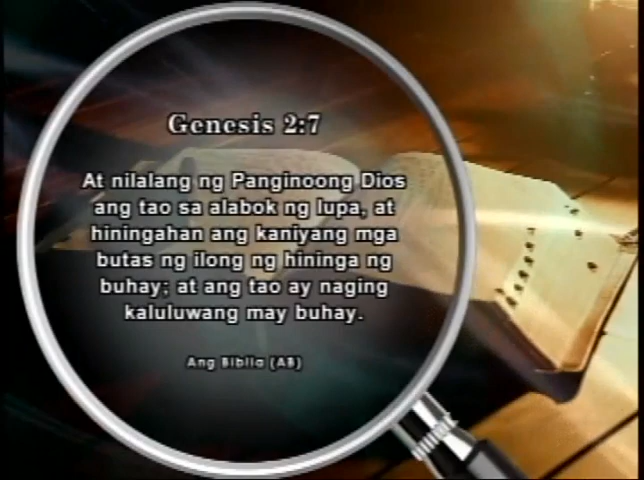 Genesis 2:7
At nilalang ng Panginoong Dios
ang tao sa alabok ng lupa, at
hiningahan ang kaniyang mga
butas ng ilong ng hininga ng
buhay; at ang tao ay naging
kaluluwang may buhay.
Ang Biblia (AB)